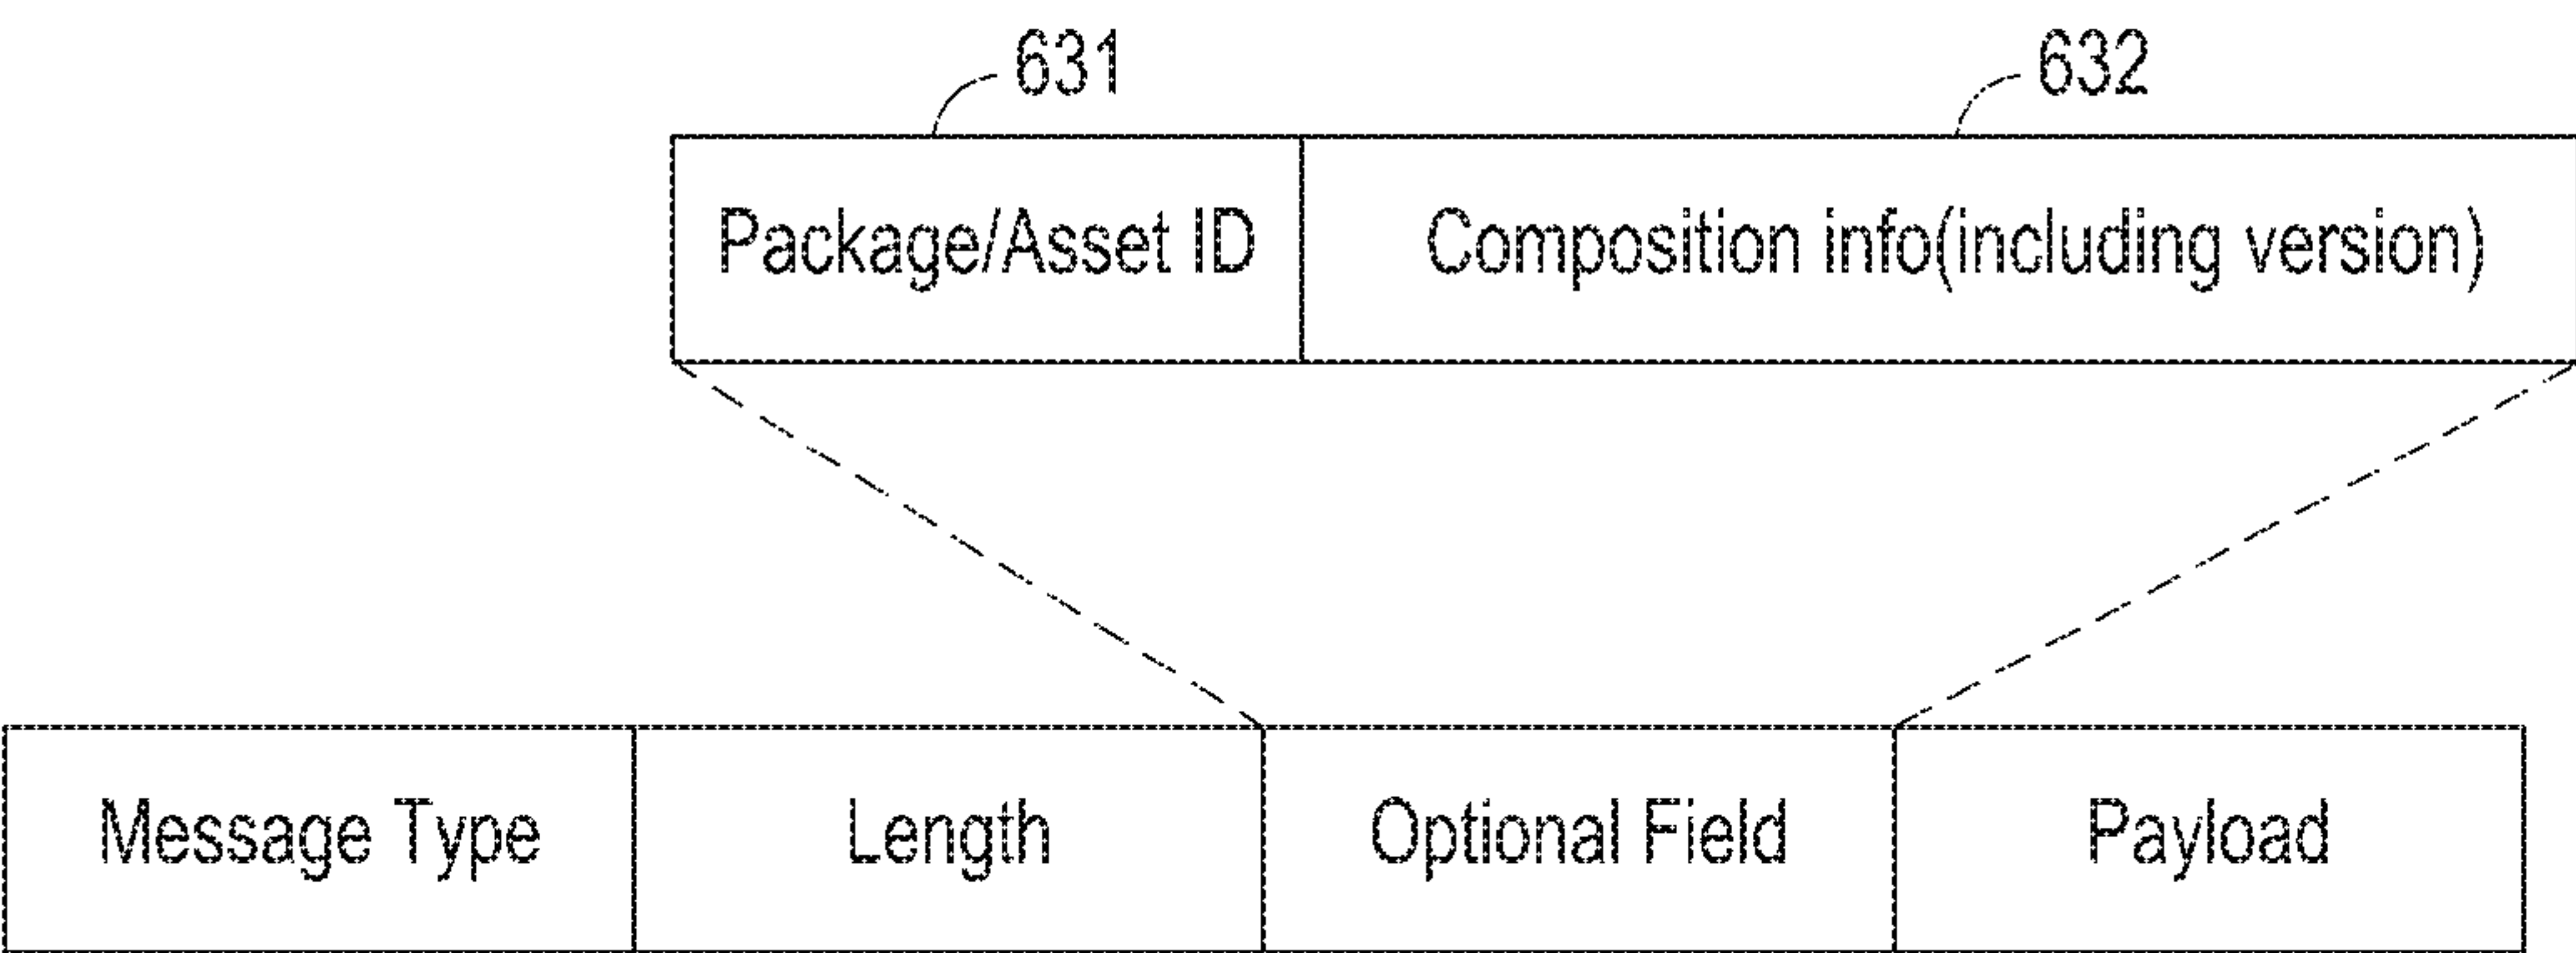 631 632
Package/Asset ID Composition info(including version)
Message Type Length Optional Field Payload